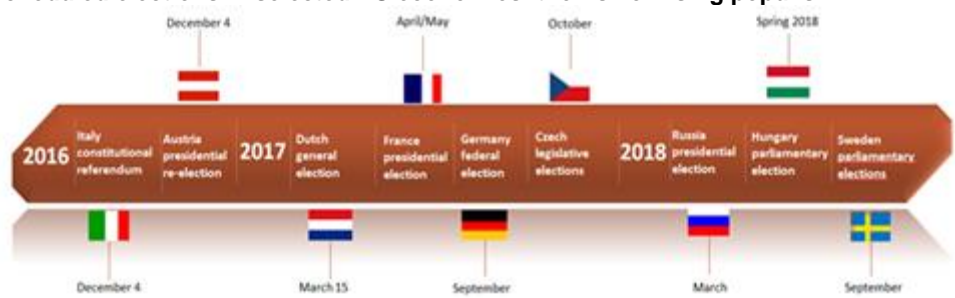 December 4
April/May
October
Spring 2018
2016
Italy
constitutional
referendum
Austria
presidential
re-election
2017
Dutch
general
election
France
presidential
election
Germany
federal
election
Czech
legislative
elections
2018
Russia
presidential
election
Hungary
parliamentary
election
Sweden
parliamentary
elections
December 4
March 15
September
March
September